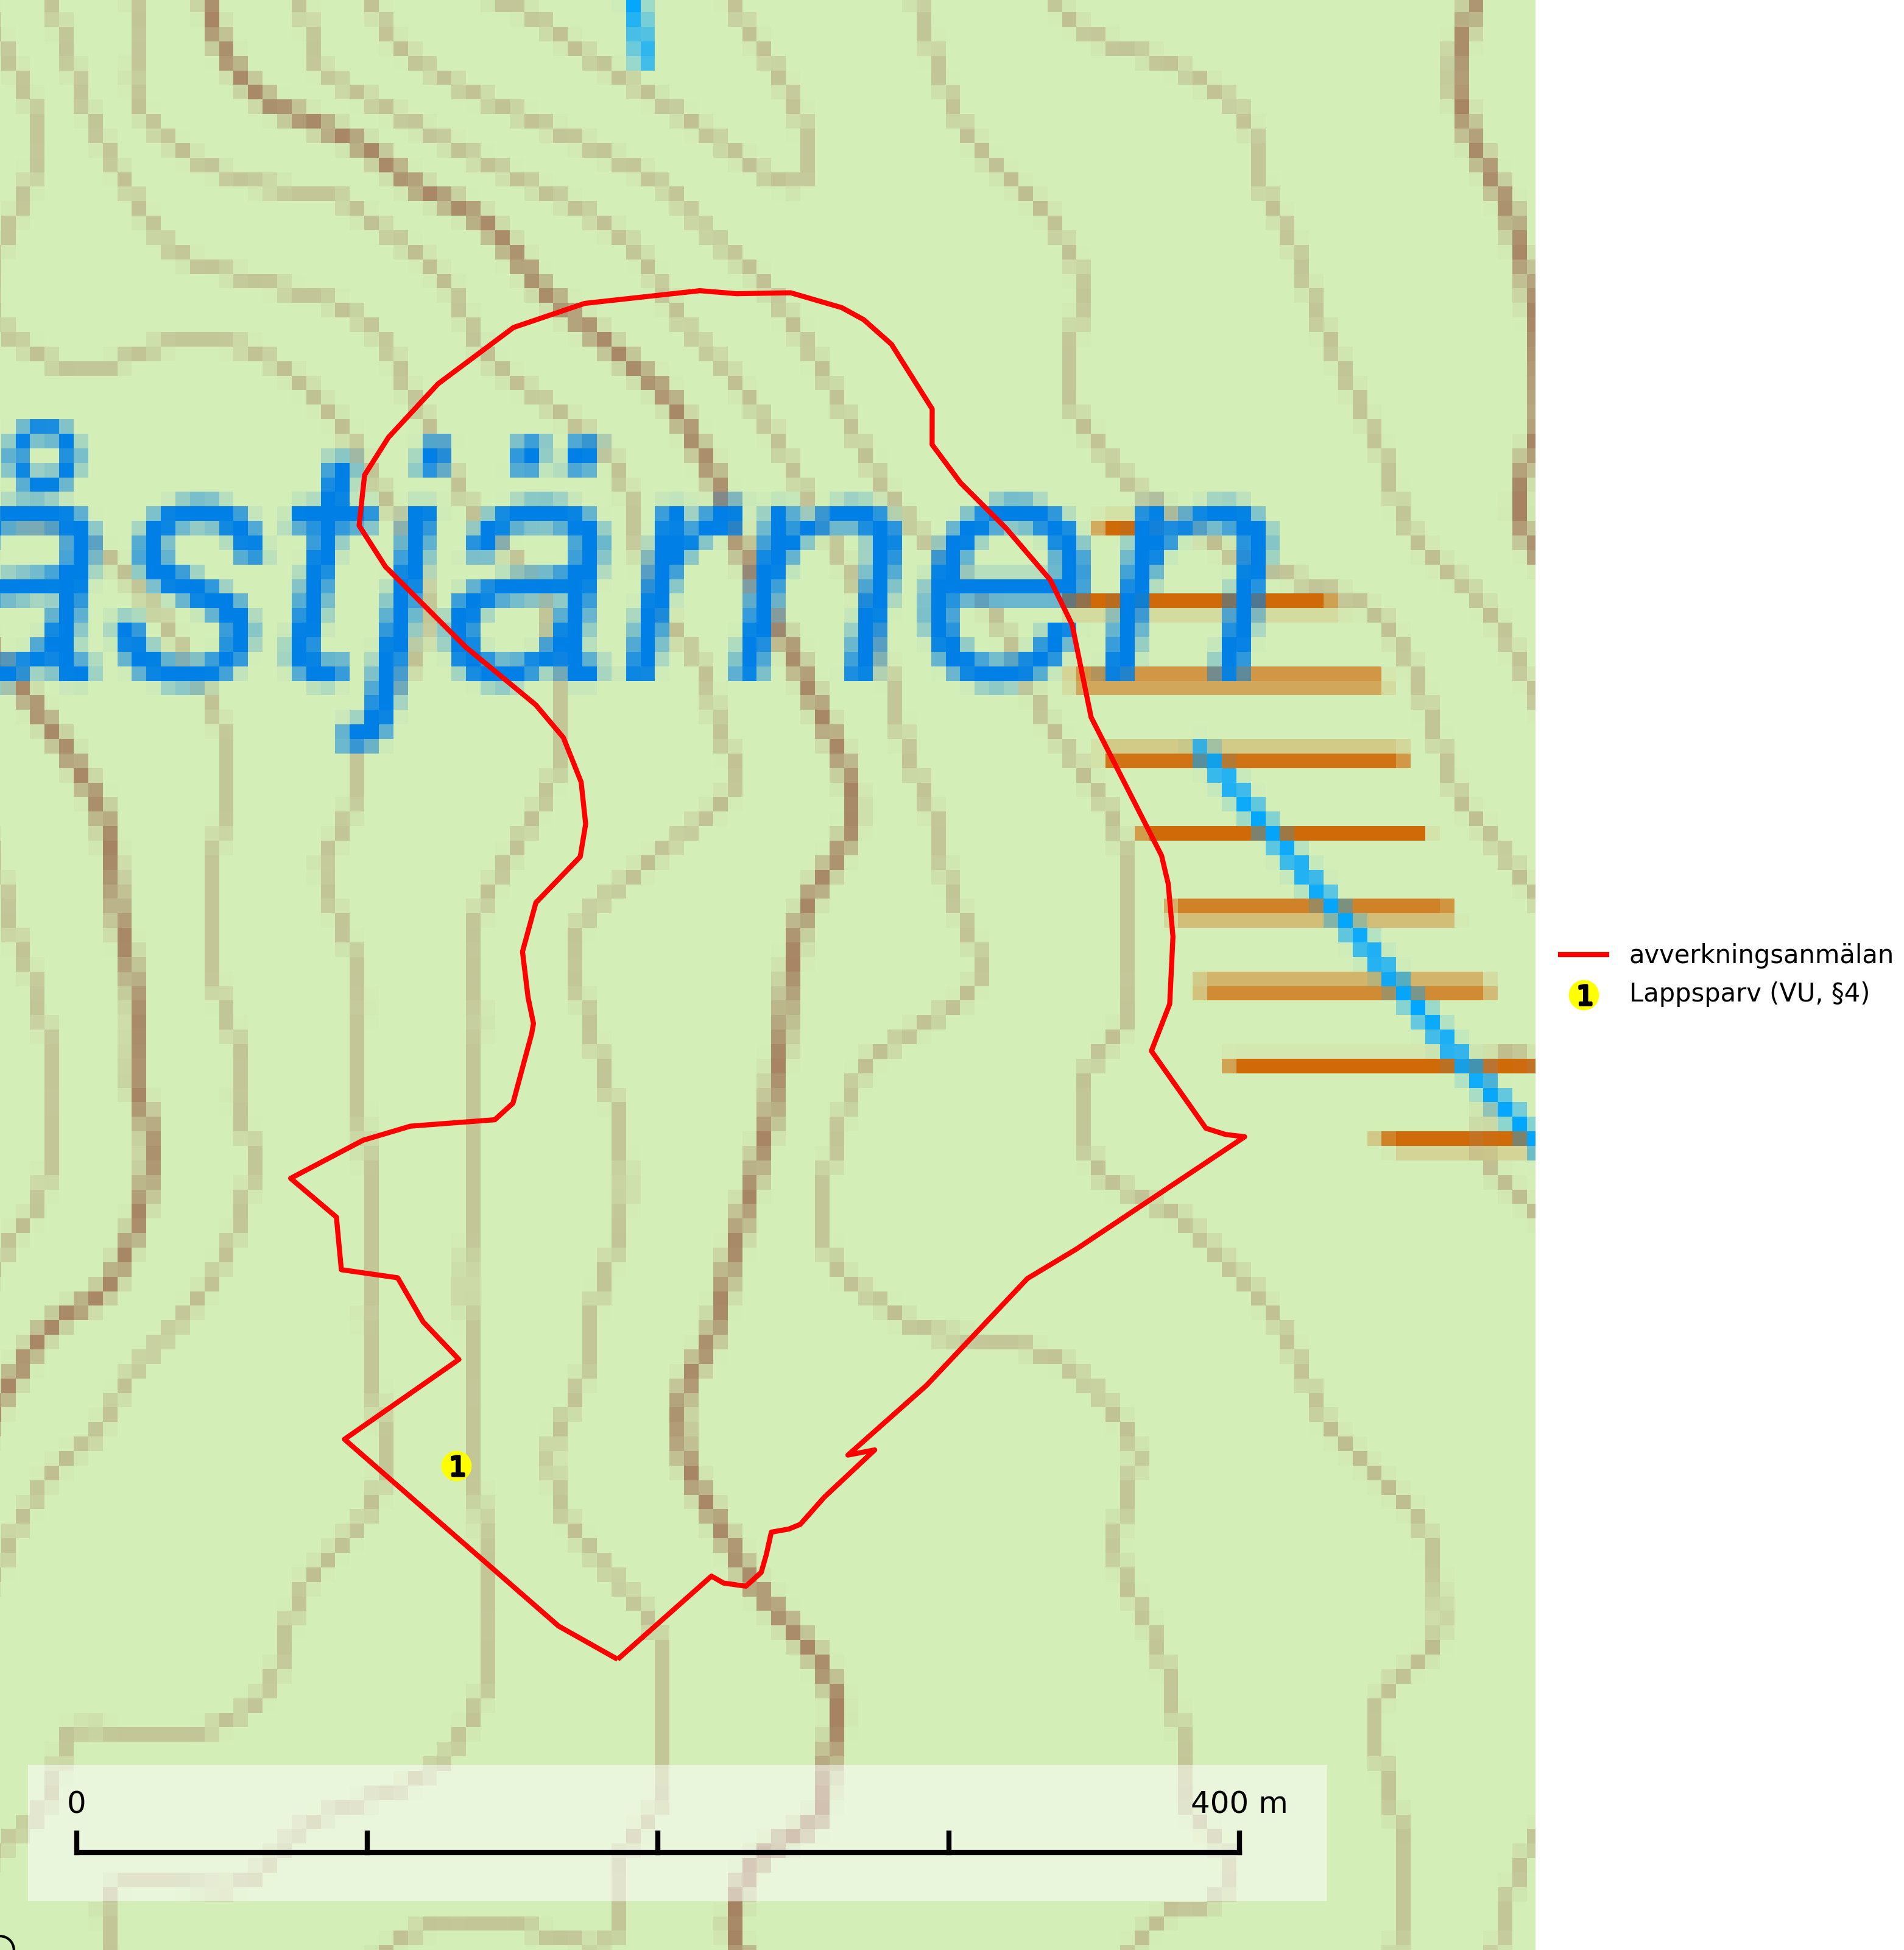 åstjärnen
avverkningsanmälan
1 Lappsparv (VU, §4)
1
0 400 m